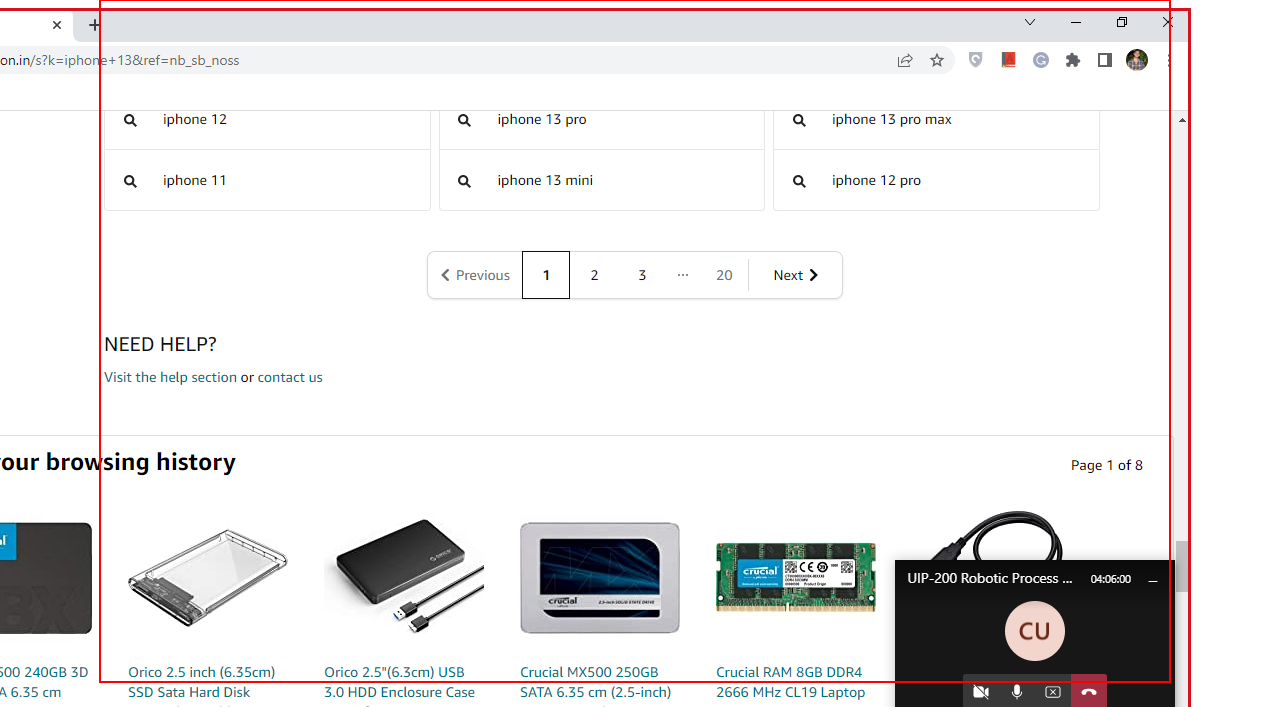 on.in/s?k=iphone+13&ref=nb_sb_noss
iphone 12
iphone 13 pro
iphone 13 pro max
iphone 11
iphone 13 mini
iphone 12 pro
Previous 1 2 3 ... 20 Next
NEED HELP?
Visit the help section or contact us
our browsing history
Page 1 of 8
crucial
crucial
UIP-200 Robotic Process ... 04:06:00
CU
500 240GB 3D
A 6.35 cm
Orico 2.5 inch (6.35cm)
SSD Sata Hard Disk
Orico 2.5"(6.3cm) USB
3.0 HDD Enclosure Case
Crucial MX500 250GB
SATA 6.35 cm (2.5-inch)
Crucial RAM 8GB DDR4
2666 MHz CL19 Laptop